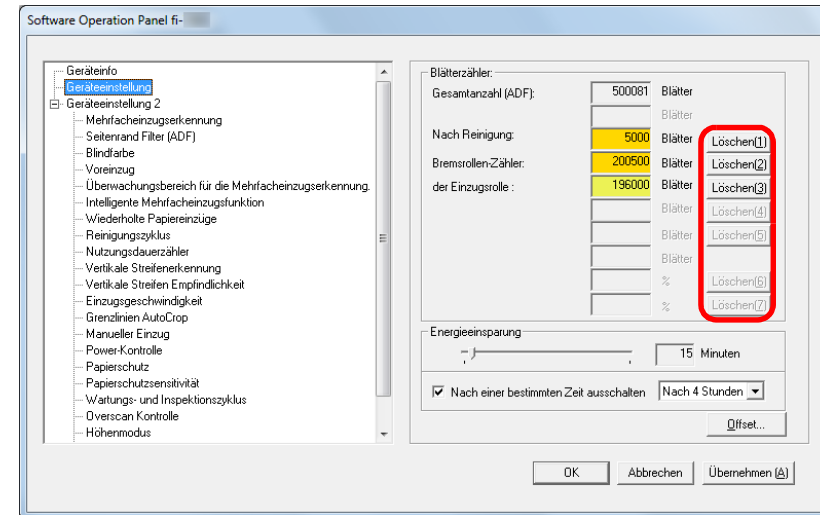 Software Operation Panel fi-
Geräteinfo
Geräteeinstellung
Geräteeinstellung 2
Mehrfacheinzugserkennung
Seitenrand Filter (ADF)
Blindfarbe
Voreinzug
Überwachungsbereich für die Mehrfacheinzugserkennung.
Intelligente Mehrfacheinzugsfunktion
Wiederholte Papiereinzüge
Reinigungszyklus
Nutzungsdauerzähler
Vertikale Streifenerkennung
Vertikale Streifen Empfindlichkeit
Einzugsgeschwindigkeit
Grenzlinien AutoCrop
Manueller Einzug
Power-Kontrolle
Papierschutz
Papierschutzsensitivität
Wartungs- und Inspektionszyklus
Overscan Kontrolle
Höhenmodus
Blätterzähler:
Gesamtanzahl (ADF): 500081 Blätter
Blätter
Nach Reinigung: 5000 Blätter Löschen(1)
Bremsrollen-Zähler: 200500 Blätter Löschen(2)
der Einzugsrolle : 196000 Blätter Löschen(3)
Blätter Löschen(4)
Blätter Löschen(5)
Blätter
% Löschen(6)
% Löschen(7)
Energieeinsparung
15 Minuten
Nach einer bestimmten Zeit ausschalten Nach 4 Stunden
Offset...
OK Abbrechen Übernehmen (A)